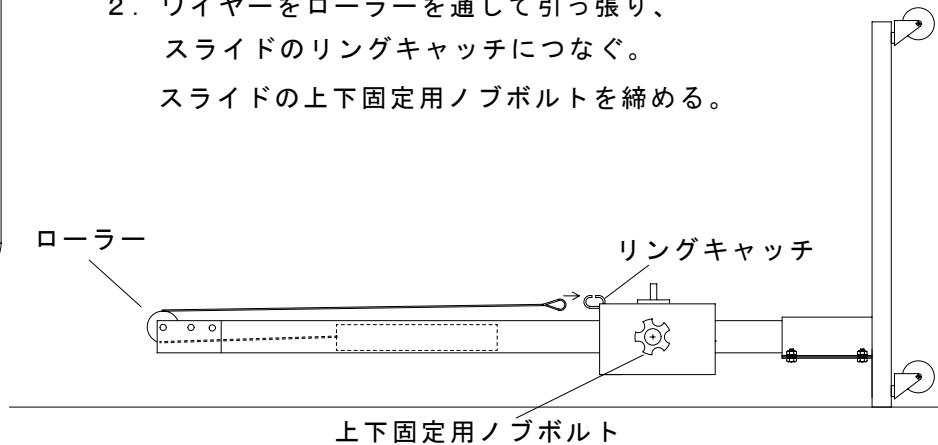 2. ワイヤーをローラーを通して引っ張り、
スライドのリングキャッチにつなぐ。
スライドの上下固定用ノブボルトを締める。
ローラー
リングキャッチ
上下固定用ノブボルト